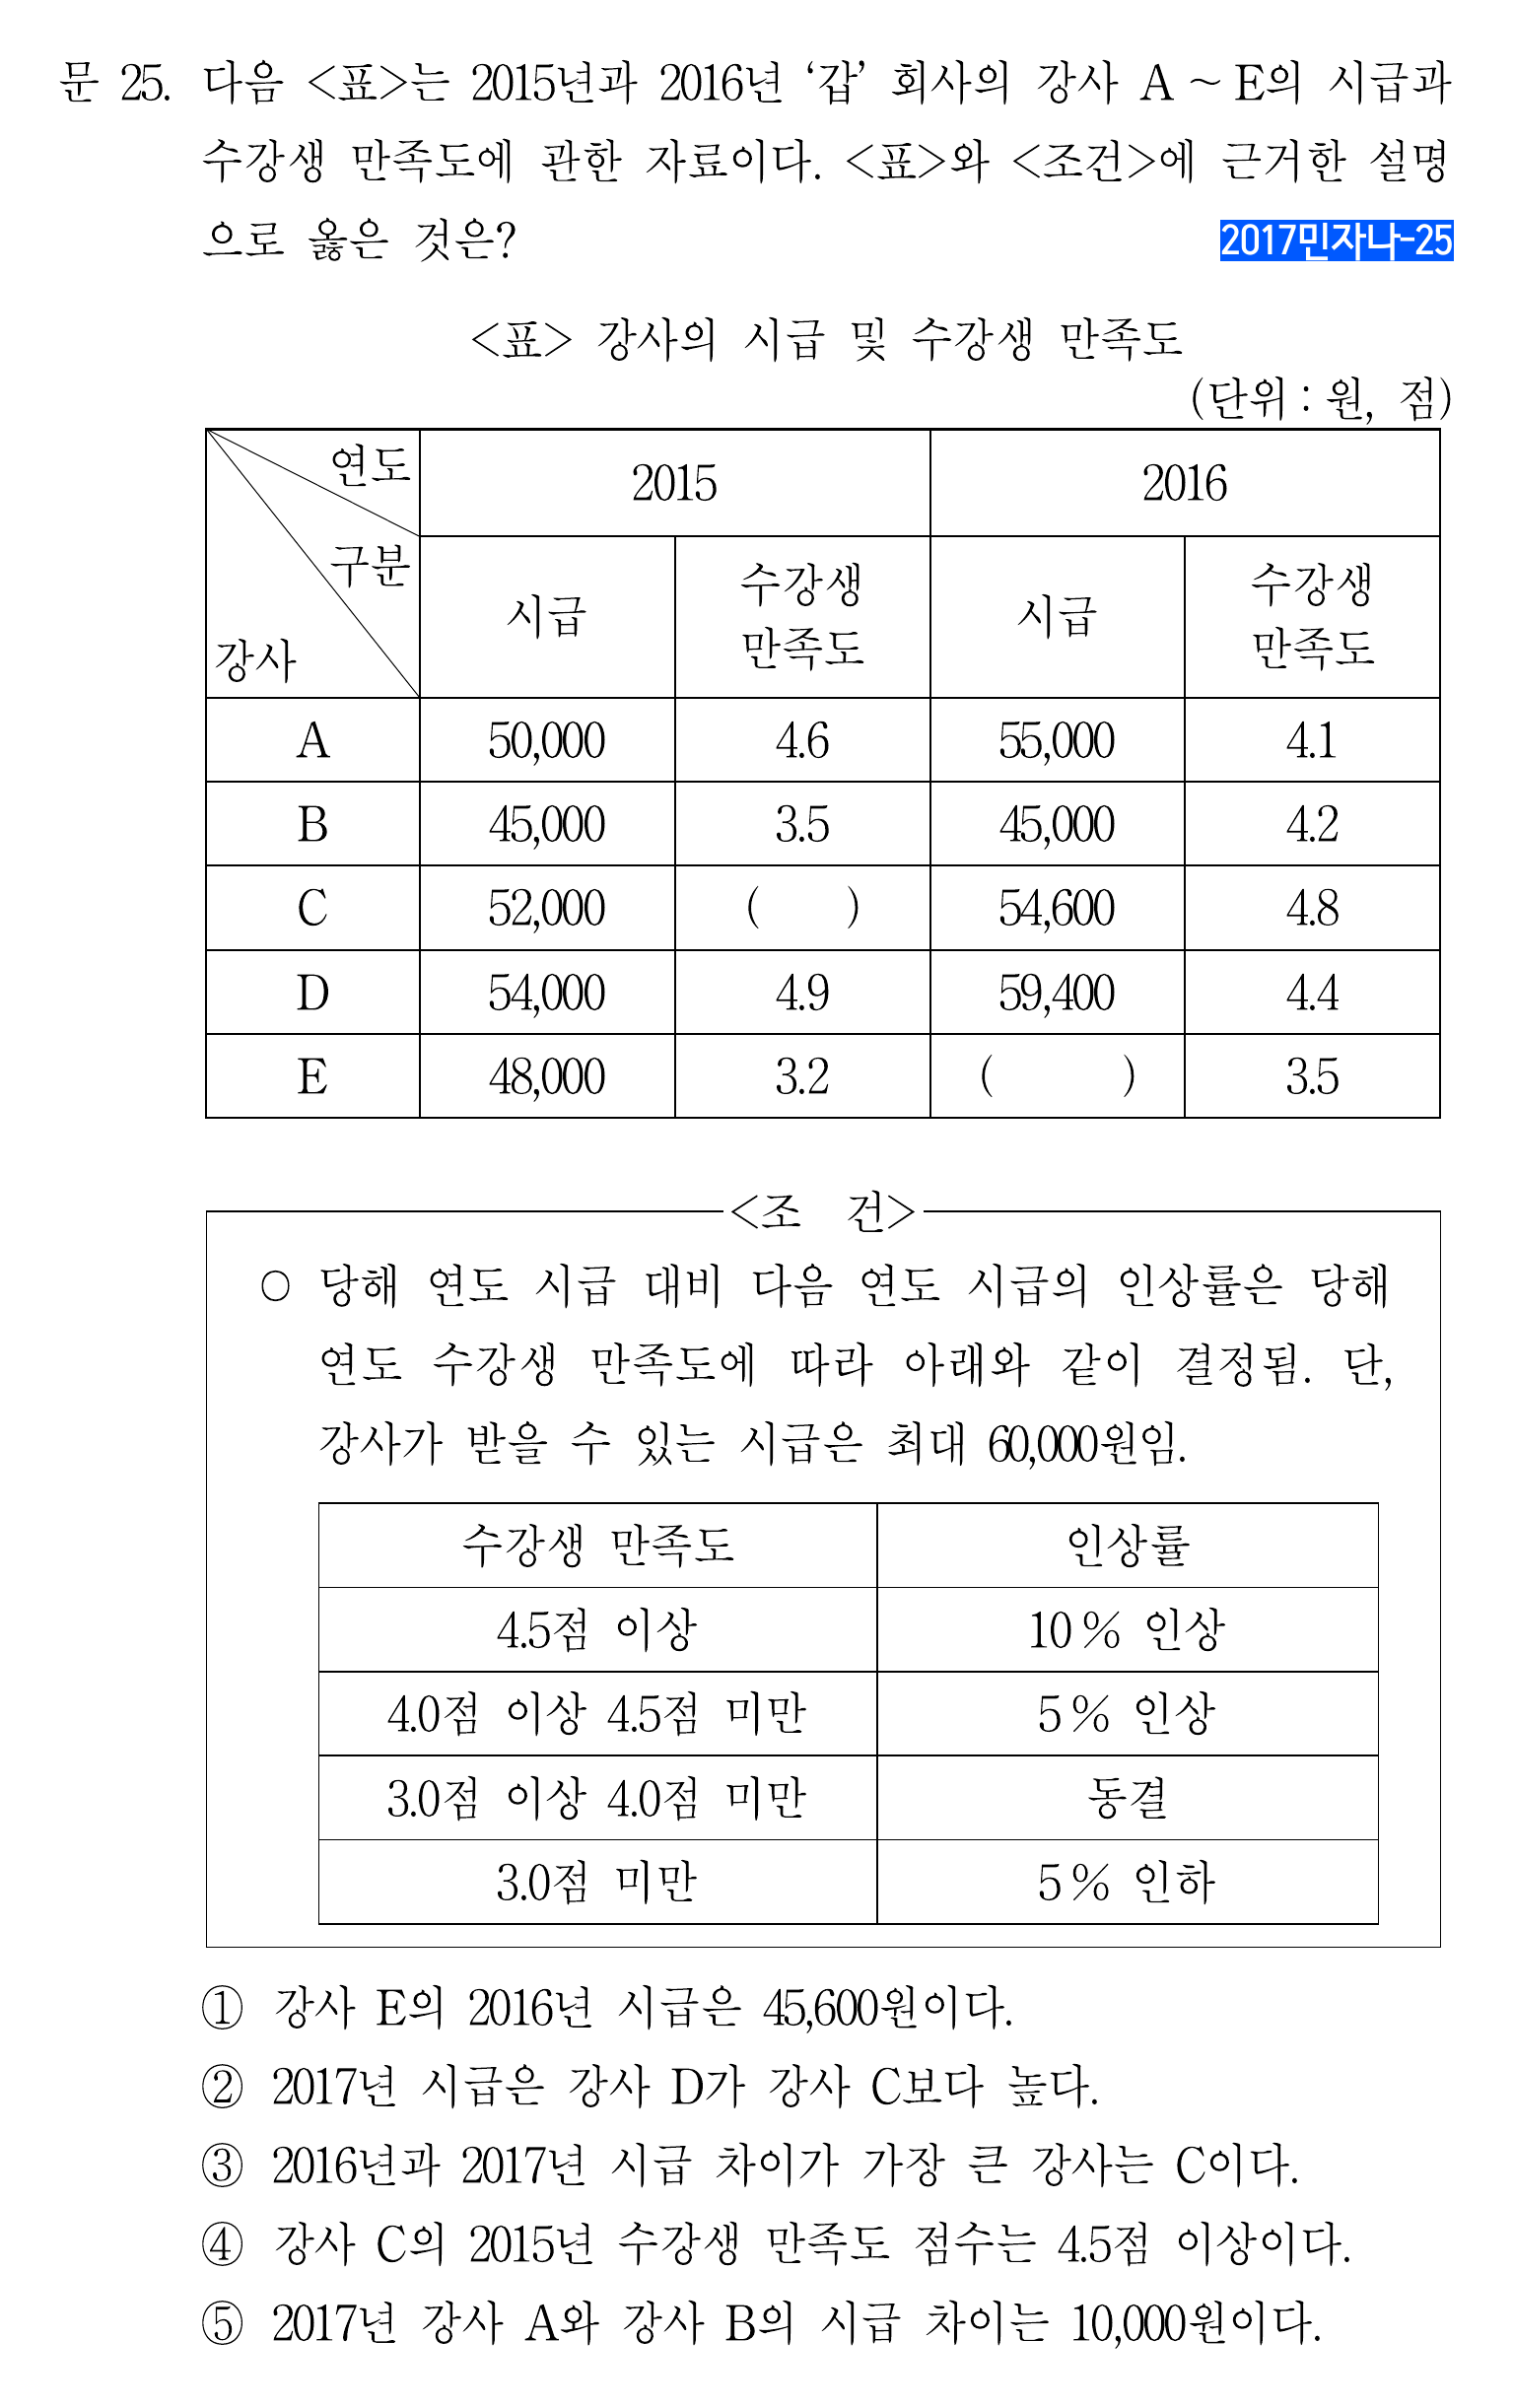 문 25. 다음 <표>는 2015년과 2016년 ‘갑’ 회사의 강사 A ~ E의 시급과
수강생 만족도에 관한 자료이다. <표>와 <조건>에 근거한 설명
으로 옳은 것은?
2017민자나-25
<표> 강사의 시급 및 수강생 만족도
(단위 : 원, 점)
연도 2015 2016
구분 시급 수강생 만족도 시급 수강생 만족도
강사
A 50,000 4.6 55,000 4.1
B 45,000 3.5 45,000 4.2
C 52,000 ( ) 54,600 4.8
D 54,000 4.9 59,400 4.4
E 48,000 3.2 ( ) 3.5
<조 건>
○ 당해 연도 시급 대비 다음 연도 시급의 인상률은 당해
연도 수강생 만족도에 따라 아래와 같이 결정됨. 단,
강사가 받을 수 있는 시급은 최대 60,000원임.
수강생 만족도 인상률
4.5점 이상 10 % 인상
4.0점 이상 4.5점 미만 5 % 인상
3.0점 이상 4.0점 미만 동결
3.0점 미만 5 % 인하
① 강사 E의 2016년 시급은 45,600원이다.
② 2017년 시급은 강사 D가 강사 C보다 높다.
③ 2016년과 2017년 시급 차이가 가장 큰 강사는 C이다.
④ 강사 C의 2015년 수강생 만족도 점수는 4.5점 이상이다.
⑤ 2017년 강사 A와 강사 B의 시급 차이는 10,000원이다.